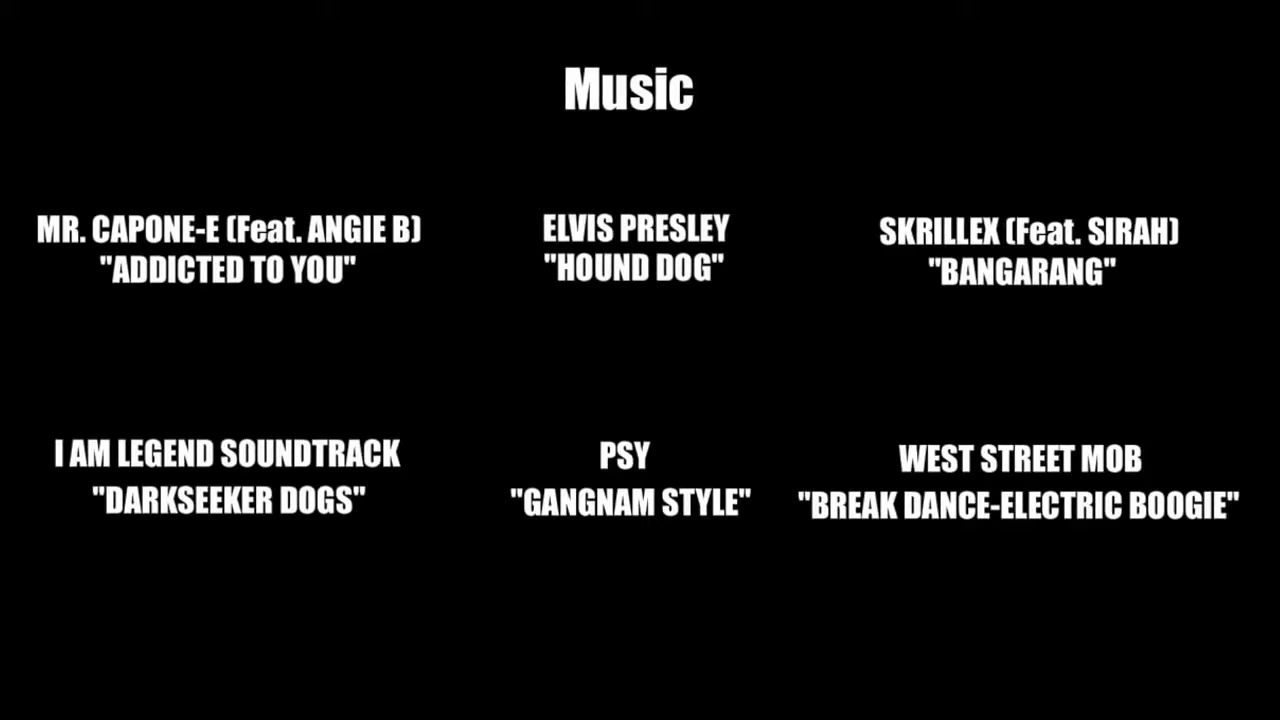 Music
MR. CAPONE-E (Feat. ANGIE B)
"ADDICTED TO YOU"
ELVIS PRESLEY
"HOUND DOG"
SKRILLEX (Feat. SIRAH)
"BANGARANG"
I AM LEGEND SOUNDTRACK
"DARKSEEKER DOGS"
PSY
"GANGNAM STYLE"
WEST STREET MOB
"BREAK DANCE-ELECTRIC BOOGIE"